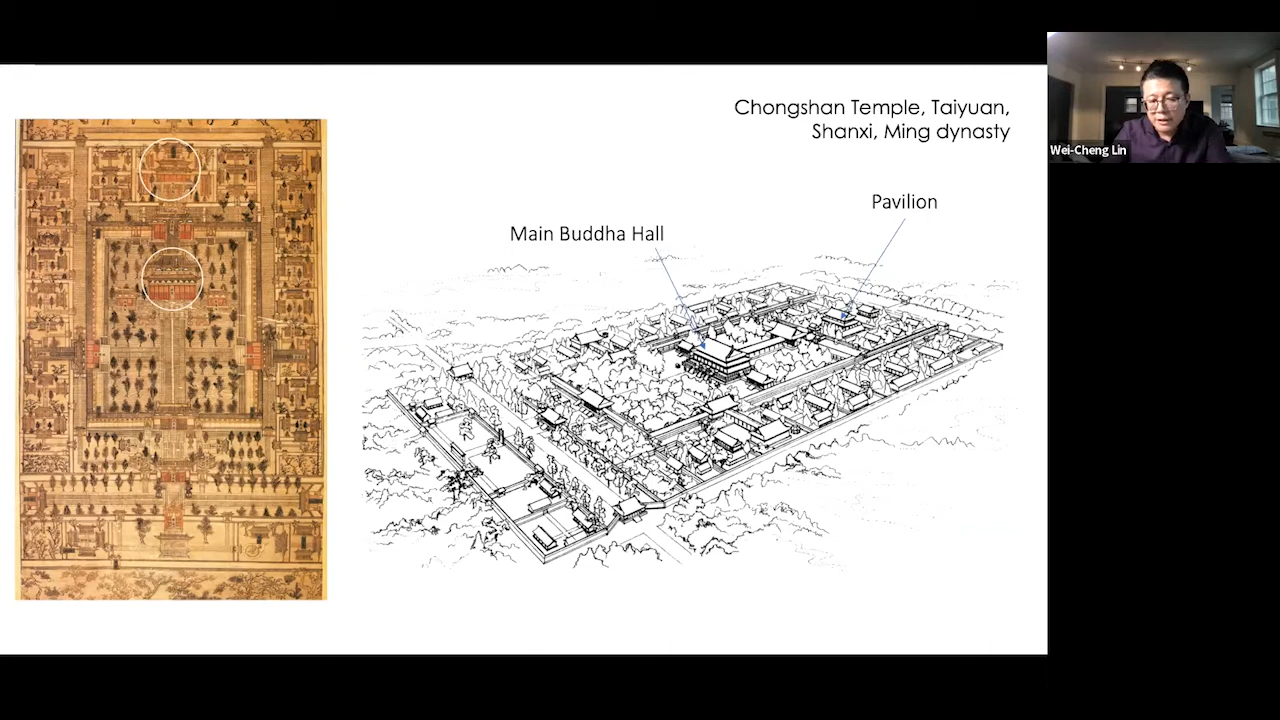 Chongshan Temple, Taiyuan,
Shanxi, Ming dynasty
Pavilion
Main Buddha Hall
Wei-Cheng Lin